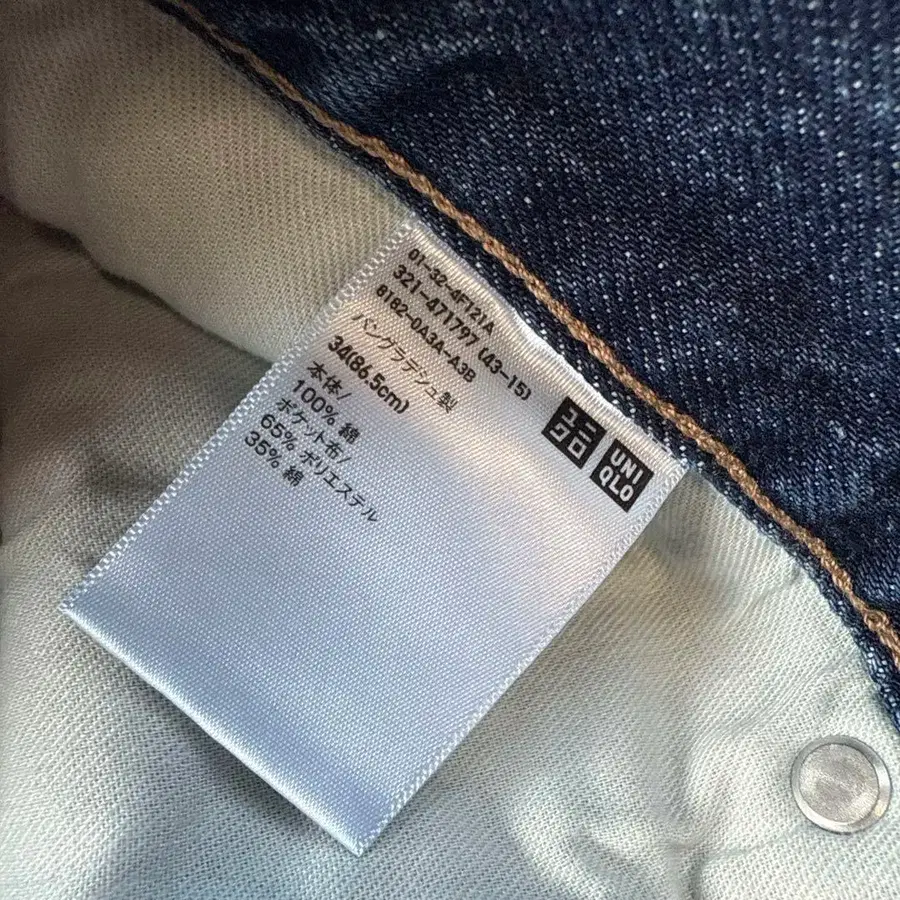 01-32-4F121A
321-471797 (43-15)
6182-0A3A-A3B
バングラデシュ製
34(86.5cm)
本体/
100% 綿
ポケット布/
65% ポリエステル
35% 綿
ユニ
クロ
UNI
QLO